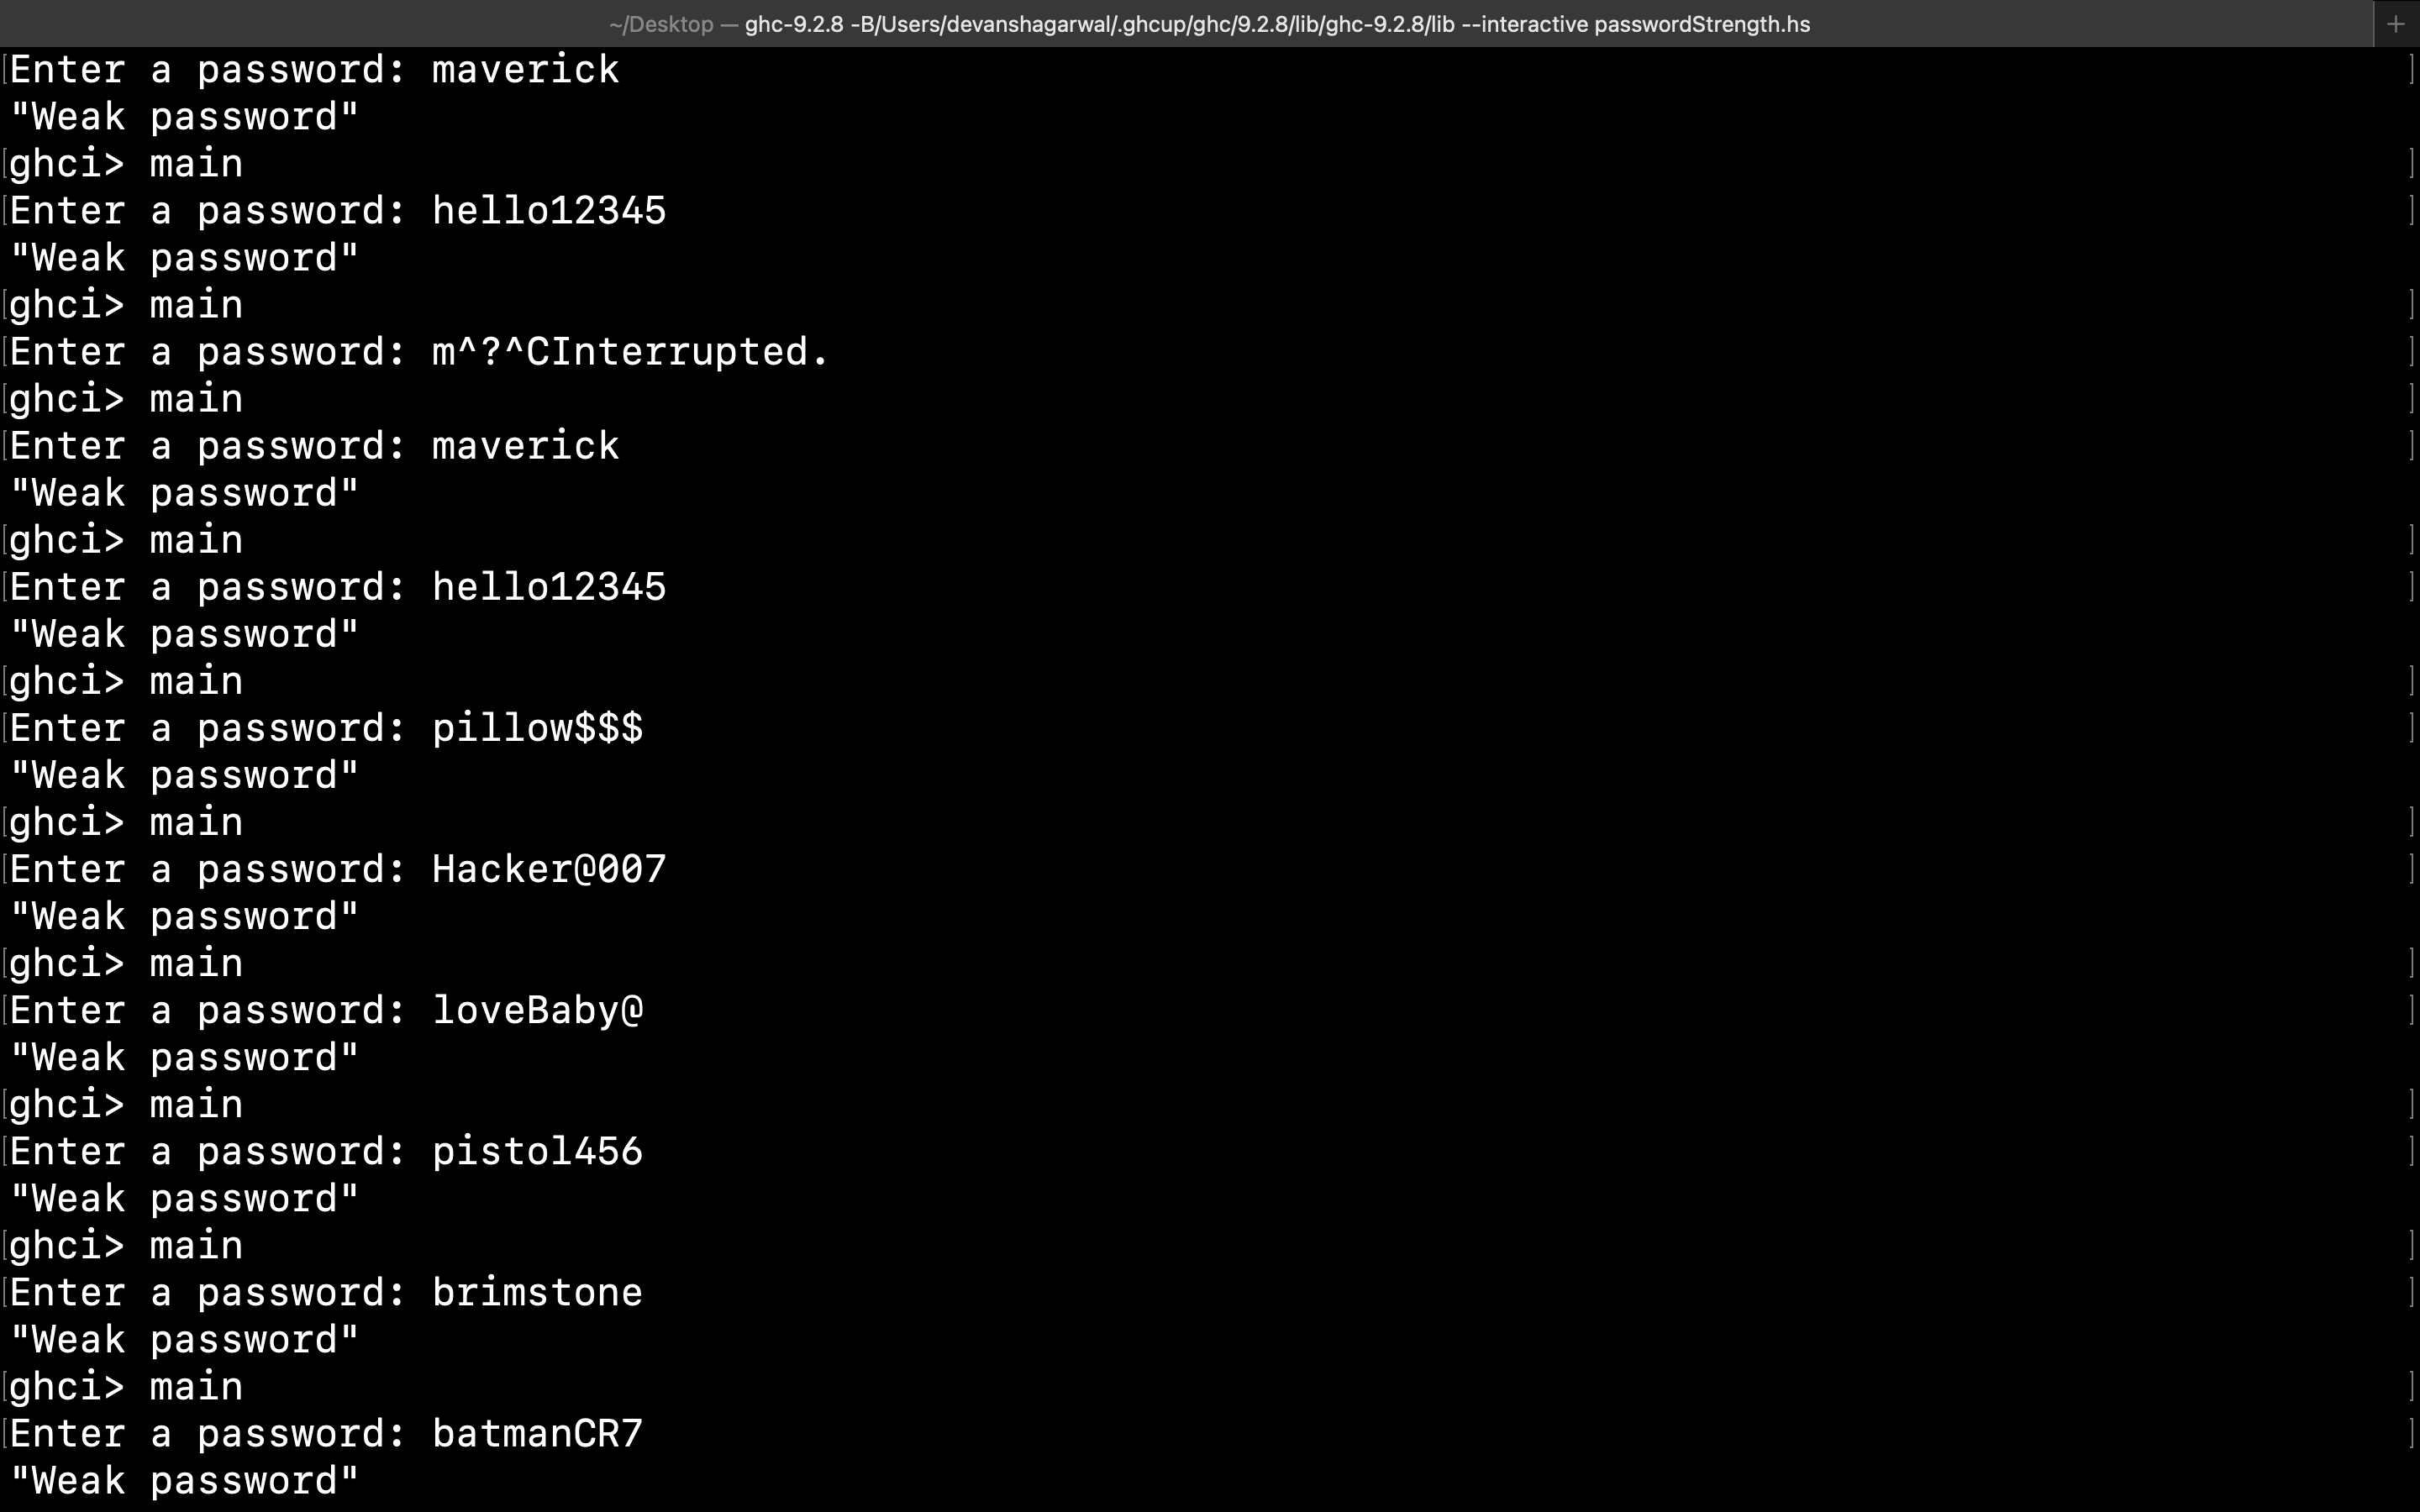 ~/Desktop — ghc-9.2.8 -B/Users/devanshagarwal/.ghcup/ghc/9.2.8/lib/ghc-9.2.8/lib --interactive passwordStrength.hs +
[Enter a password: maverick ]
"Weak password"
[ghci> main ]
[Enter a password: hello12345 ]
"Weak password"
[ghci> main ]
[Enter a password: m^?^CInterrupted. ]
[ghci> main ]
[Enter a password: maverick ]
"Weak password"
[ghci> main ]
[Enter a password: hello12345 ]
"Weak password"
[ghci> main ]
[Enter a password: pillow$$$ ]
"Weak password"
[ghci> main ]
[Enter a password: Hacker@007 ]
"Weak password"
[ghci> main ]
[Enter a password: loveBaby@ ]
"Weak password"
[ghci> main ]
[Enter a password: pistol456 ]
"Weak password"
[ghci> main ]
[Enter a password: brimstone ]
"Weak password"
[ghci> main ]
[Enter a password: batmanCR7 ]
"Weak password"